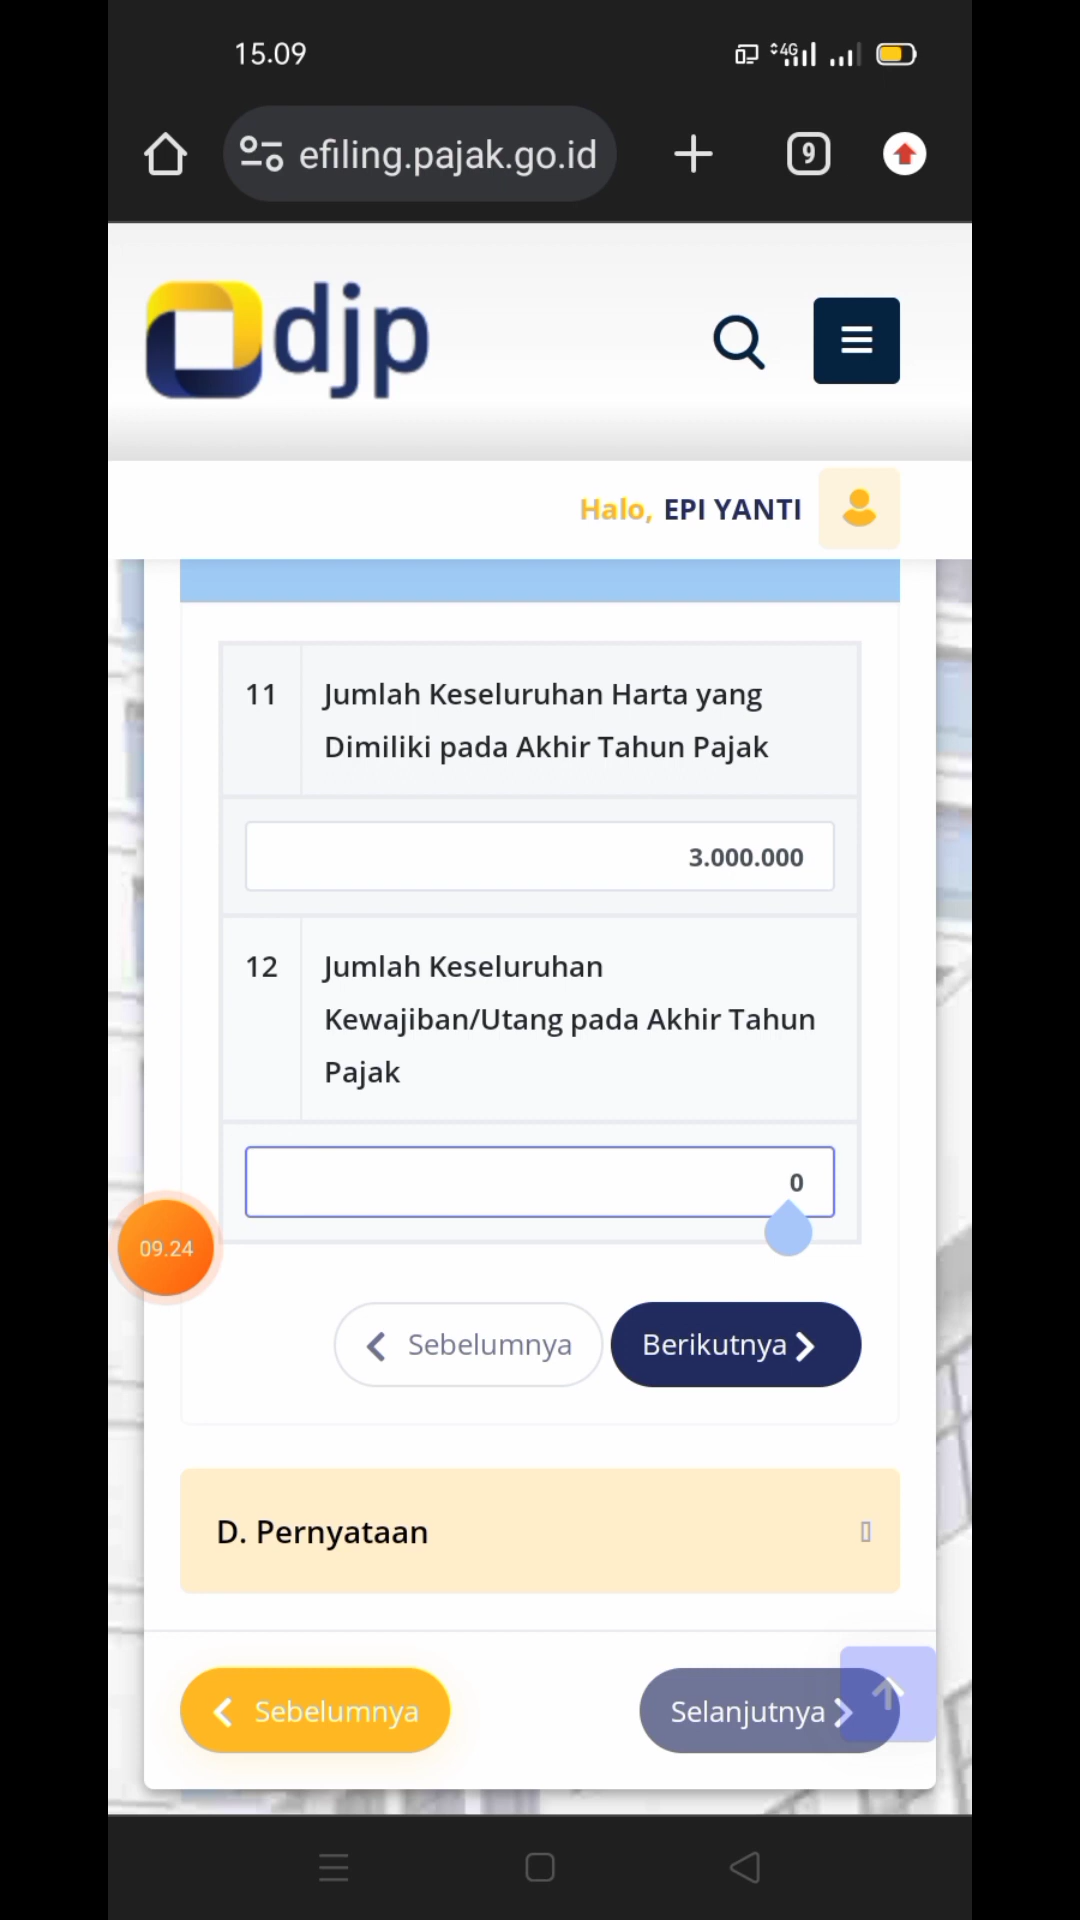 15.09
4G
efiling.pajak.go.id
9
djp
Halo, EPI YANTI
11 Jumlah Keseluruhan Harta yang
Dimiliki pada Akhir Tahun Pajak
3.000.000
12 Jumlah Keseluruhan
Kewajiban/Utang pada Akhir Tahun
Pajak
0
09.24
Sebelumnya
Berikutnya
D. Pernyataan
Sebelumnya
Selanjutnya